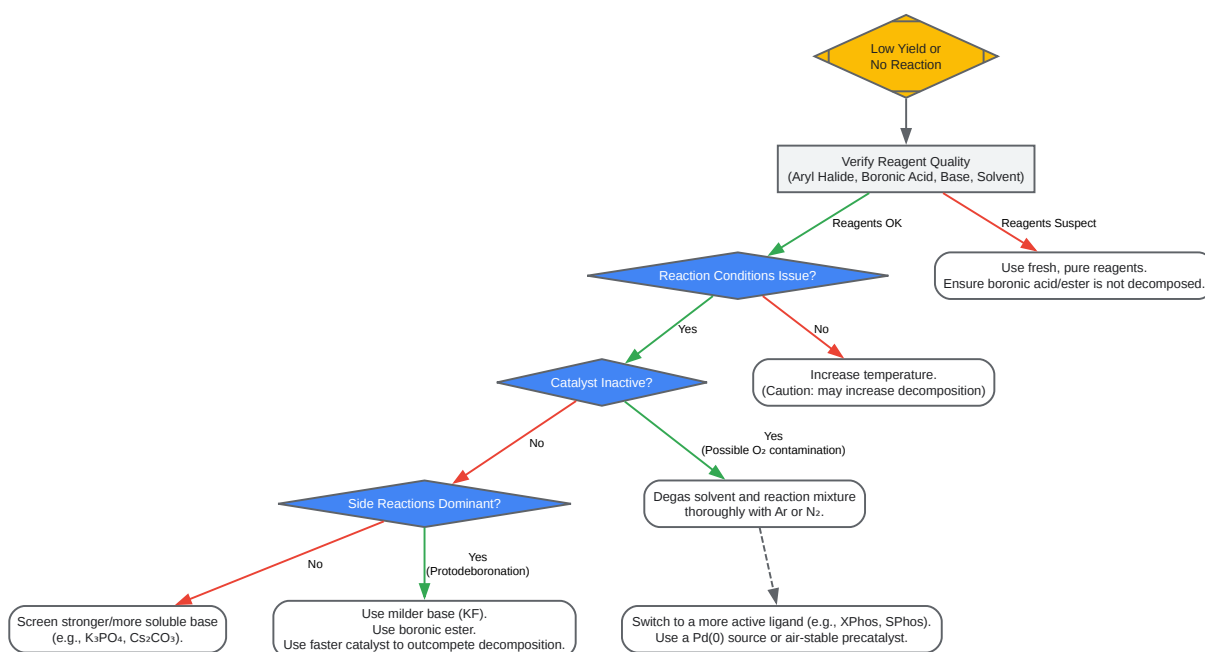 Low Yield or
No Reaction
Verify Reagent Quality
(Aryl Halide, Boronic Acid, Base, Solvent)
Reagents OK
Reagents Suspect
Reaction Conditions Issue?
Use fresh, pure reagents.
Ensure boronic acid/ester is not decomposed.
Yes
No
Catalyst Inactive?
Increase temperature.
(Caution: may increase decomposition)
No
Yes
(Possible O₂ contamination)
Side Reactions Dominant?
Degas solvent and reaction mixture
thoroughly with Ar or N₂.
No
Yes
(Protodeboronation)
Screen stronger/more soluble base
(e.g., K₃PO₄, Cs₂CO₃).
Use milder base (KF).
Use boronic ester.
Use faster catalyst to outcompete decomposition.
Switch to a more active ligand (e.g., XPhos, SPhos).
Use a Pd(0) source or air-stable precatalyst.